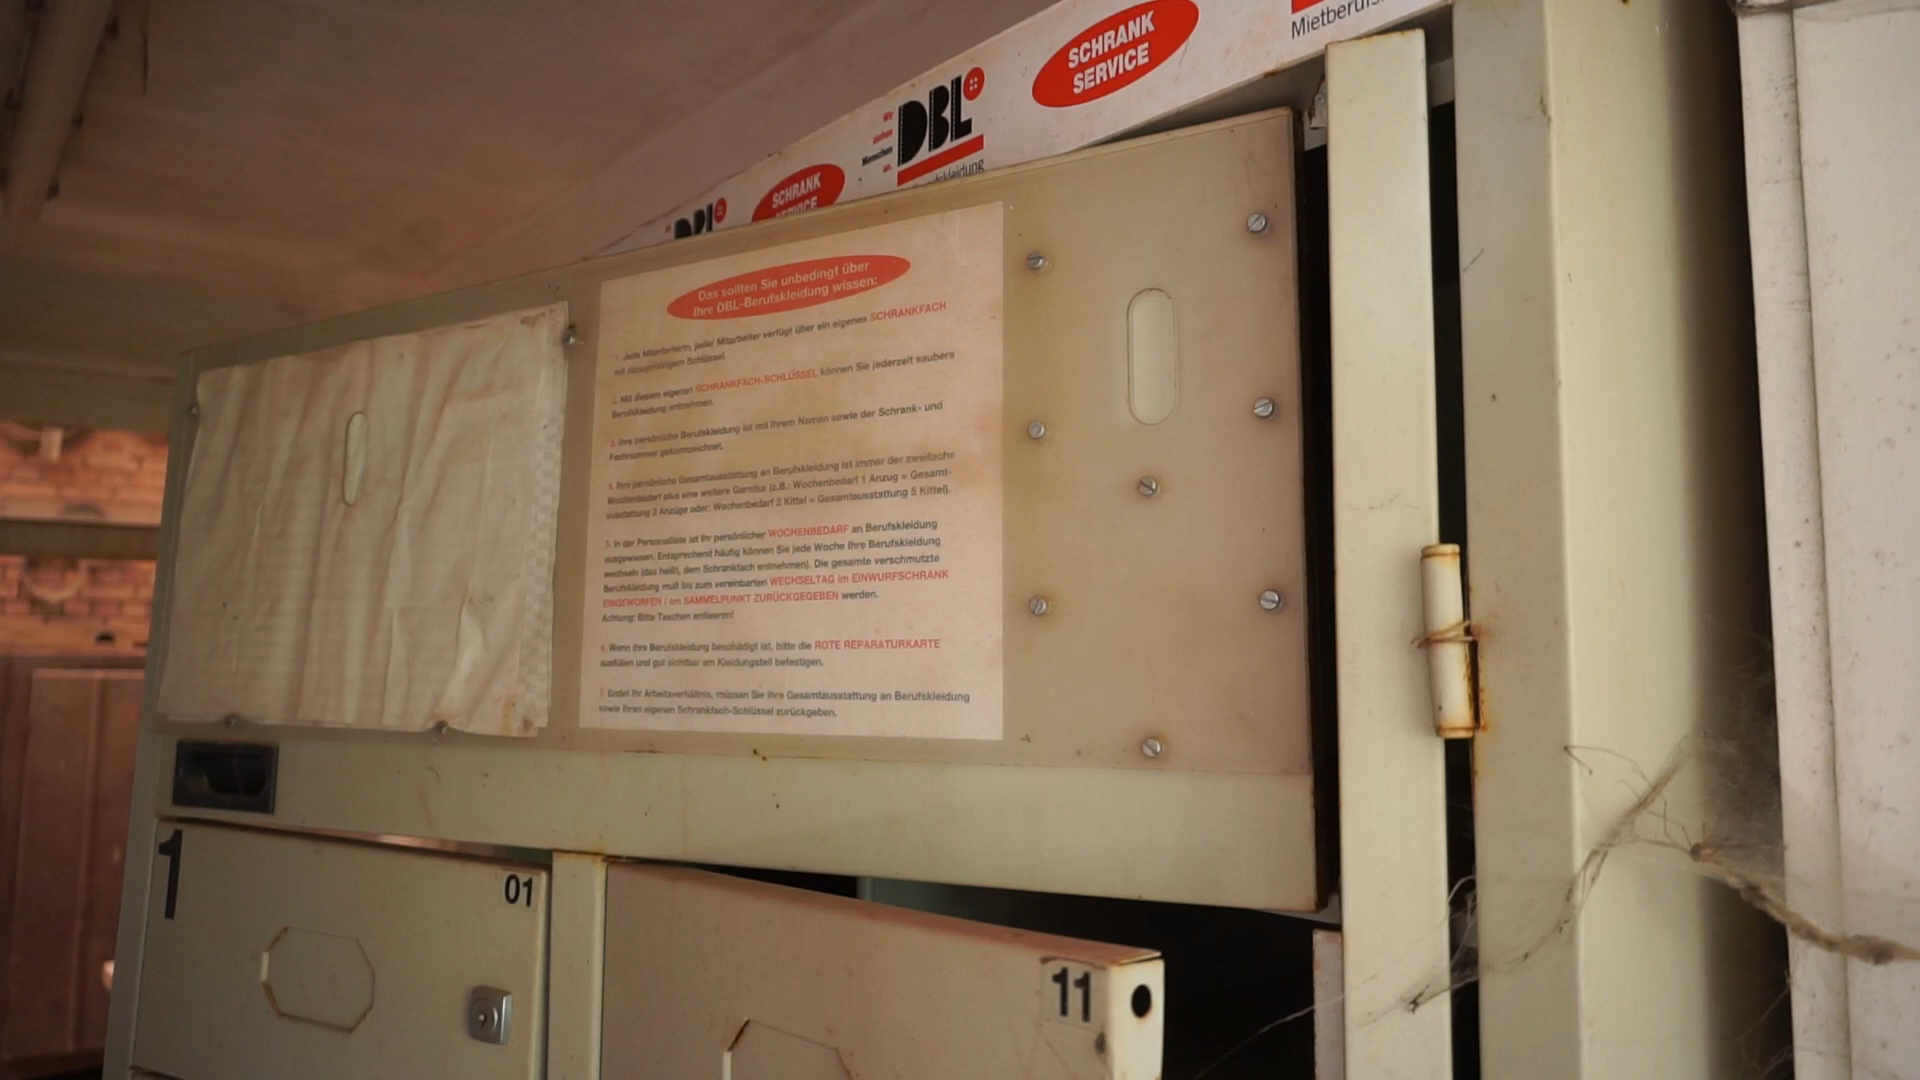 Mietberufs
SCHRANK
SERVICE
DBL
Wir
ziehen
Menschen
an.
SCHRANK
SERVICE
DBL
Das sollten Sie unbedingt über
Ihre DBL-Berufskleidung wissen:
1. Jede Mitarbeiterin, jeder Mitarbeiter verfügt über ein eigenes SCHRANKFACH
mit dazugehörigem Schlüssel.
2. Mit diesem eigenen SCHRANKFACH-SCHLÜSSEL können Sie jederzeit saubere
Berufskleidung entnehmen.
3. Ihre persönliche Berufskleidung ist mit Ihrem Namen sowie der Schrank- und
Fachnummer gekennzeichnet.
4. Ihre persönliche Gesamtausstattung an Berufskleidung ist immer der zweifache
Wochenbedarf plus eine weitere Garnitur (z.B.: Wochenbedarf 1 Anzug = Gesamt-
ausstattung 3 Anzüge oder: Wochenbedarf 2 Kittel = Gesamtausstattung 5 Kittel).
5. In der Personalliste ist Ihr persönlicher WOCHENBEDARF an Berufskleidung
ausgewiesen. Entsprechend häufig können Sie jede Woche Ihre Berufskleidung
wechseln (das heißt, dem Schrankfach entnehmen). Die gesamte verschmutzte
Berufskleidung muß bis zum vereinbarten WECHSELTAG im EINWURFSCHRANK
EINGEWORFEN / am SAMMELPUNKT ZURÜCKGEGEBEN werden.
Achtung: Bitte Taschen entleeren!
6. Wenn Ihre Berufskleidung beschädigt ist, bitte die ROTE REPARATURKARTE
ausfüllen und gut sichtbar am Kleidungsteil befestigen.
7. Endet Ihr Arbeitsverhältnis, müssen Sie Ihre Gesamtausstattung an Berufskleidung
sowie Ihren eigenen Schrankfach-Schlüssel zurückgeben.
1
01
11